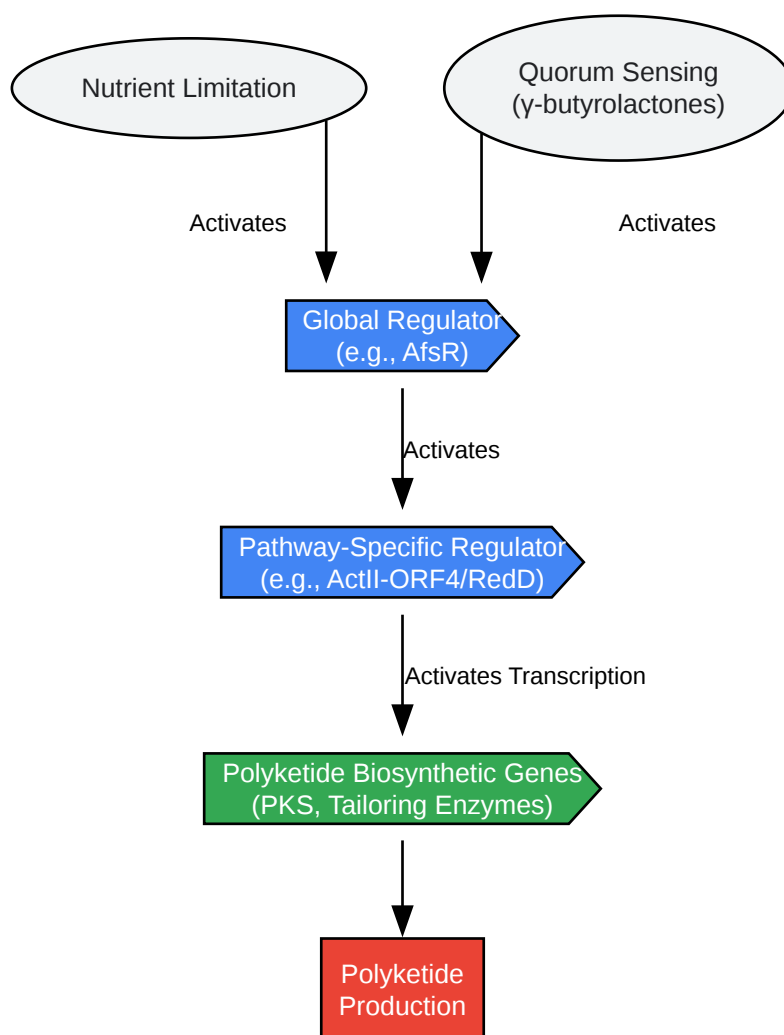 Nutrient Limitation
Quorum Sensing
(γ-butyrolactones)
Activates
Activates
Global Regulator
(e.g., AfsR)
Activates
Pathway-Specific Regulator
(e.g., ActII-ORF4/RedD)
Activates Transcription
Polyketide Biosynthetic Genes
(PKS, Tailoring Enzymes)
Polyketide
Production